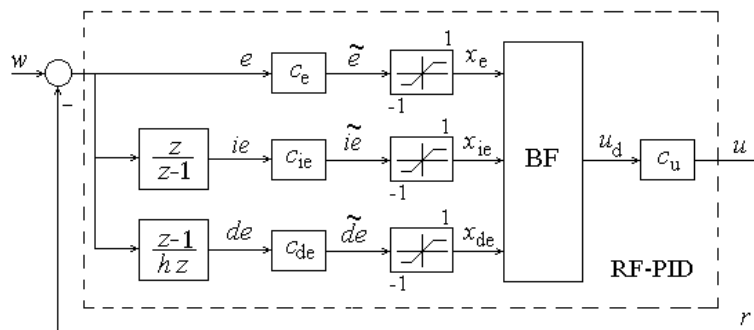 w
−
e
c_e
ẽ
1
-1
x_e
z
z-1
ie
c_ie
ĩe
1
-1
x_ie
z-1
h z
de
c_de
d̃e
1
-1
x_de
BF
u_d
c_u
u
RF-PID
r